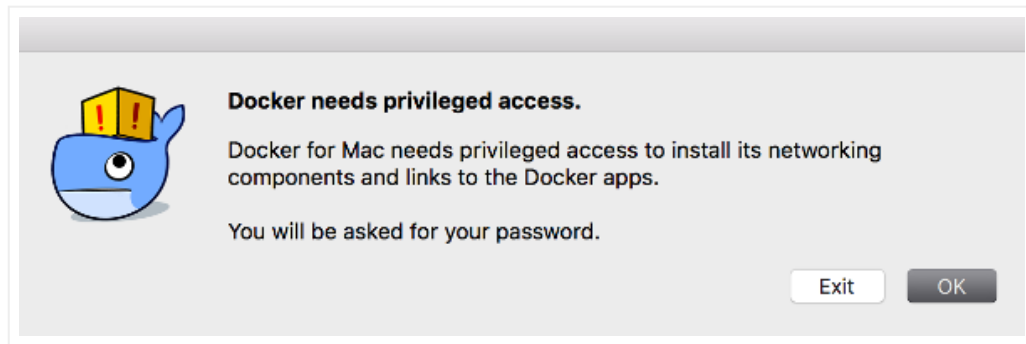 Docker needs privileged access.
Docker for Mac needs privileged access to install its networking
components and links to the Docker apps.
You will be asked for your password.
Exit
OK